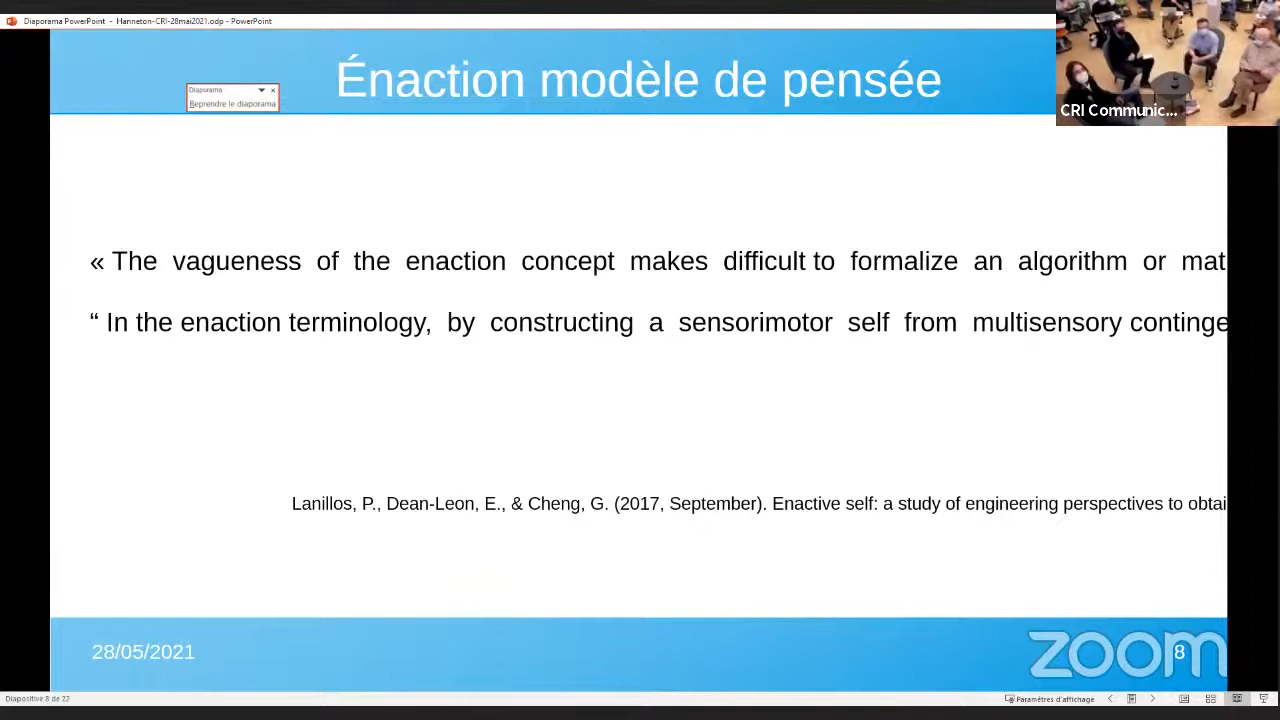 Diaporama PowerPoint - Hanneton-CRI-28mai2021.odp - PowerPoint
Énaction modèle de pensée
Diaporama
Reprendre le diaporama
CRI Communic...
« The vagueness of the enaction concept makes difficult to formalize an algorithm or mat
“ In the enaction terminology, by constructing a sensorimotor self from multisensory continge
Lanillos, P., Dean-Leon, E., & Cheng, G. (2017, September). Enactive self: a study of engineering perspectives to obtai
28/05/2021
zoom
8
Diapositive 8 de 22
Paramètres d'affichage